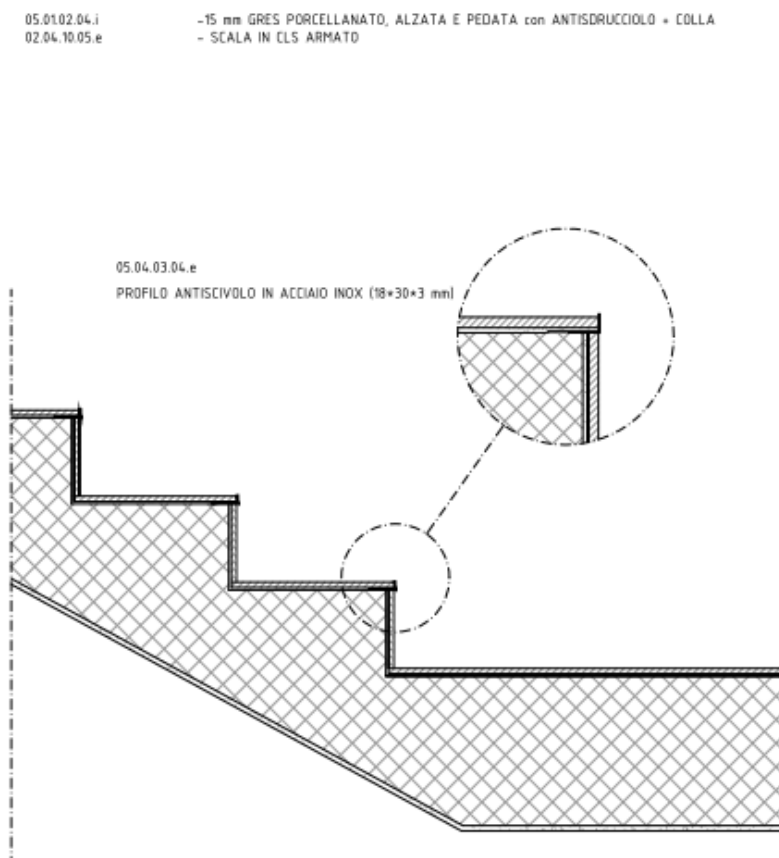 05.01.02.04.i -15 mm GRES PORCELLANATO, ALZATA E PEDATA con ANTISDRUCCIOLO + COLLA
02.04.10.05.e - SCALA IN CLS ARMATO
05.04.03.04.e
PROFILO ANTISCIVOLO IN ACCIAIO INOX (18*30*3 mm)